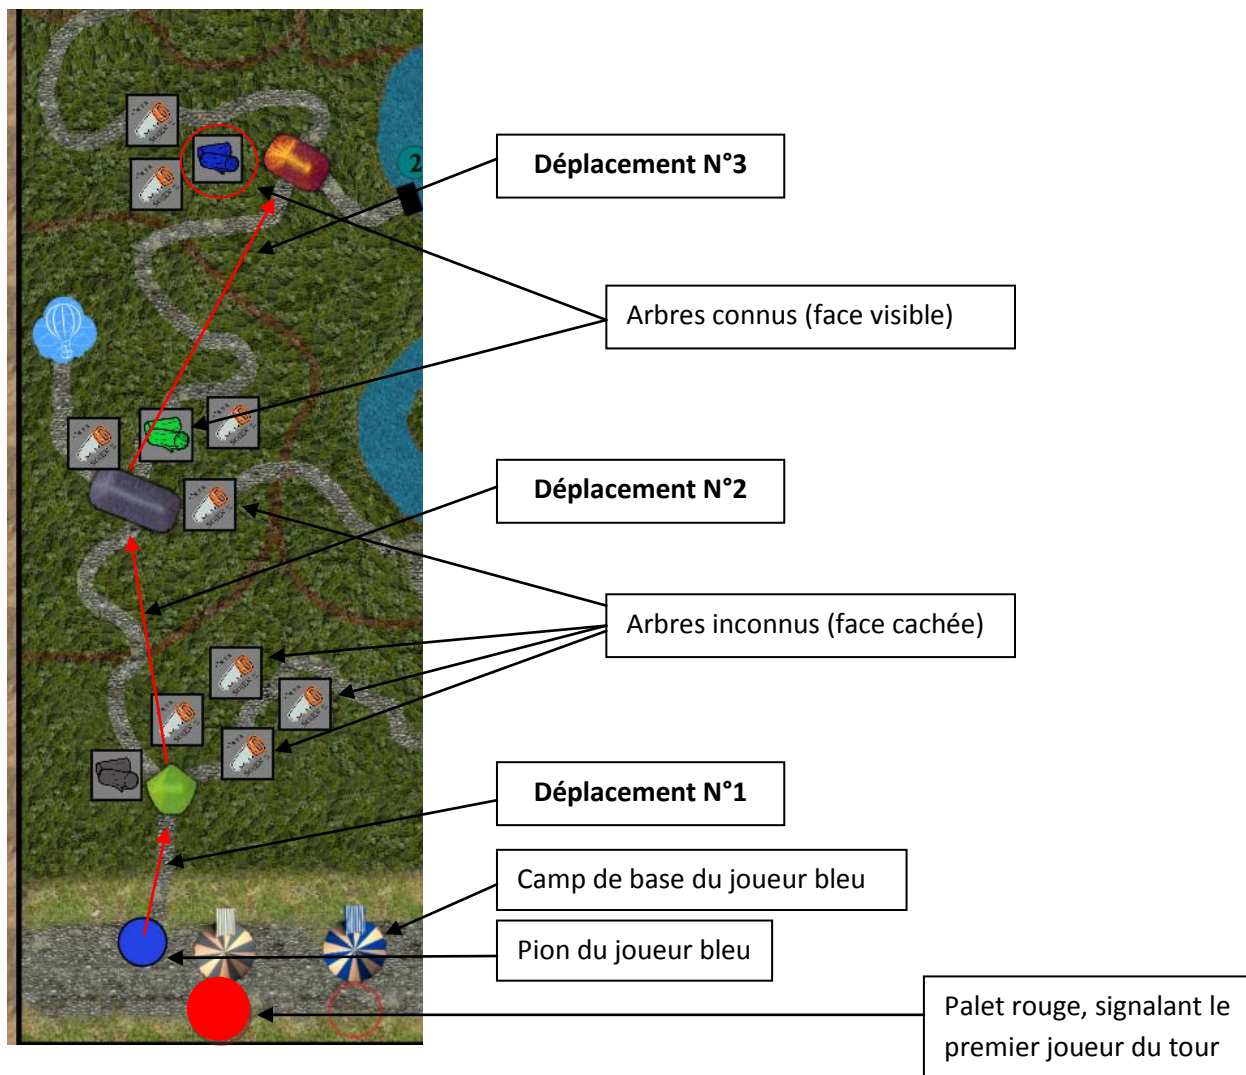 Déplacement N°3
2
Arbres connus (face visible)
Déplacement N°2
Arbres inconnus (face cachée)
Déplacement N°1
Camp de base du joueur bleu
Pion du joueur bleu
Palet rouge, signalant le
premier joueur du tour